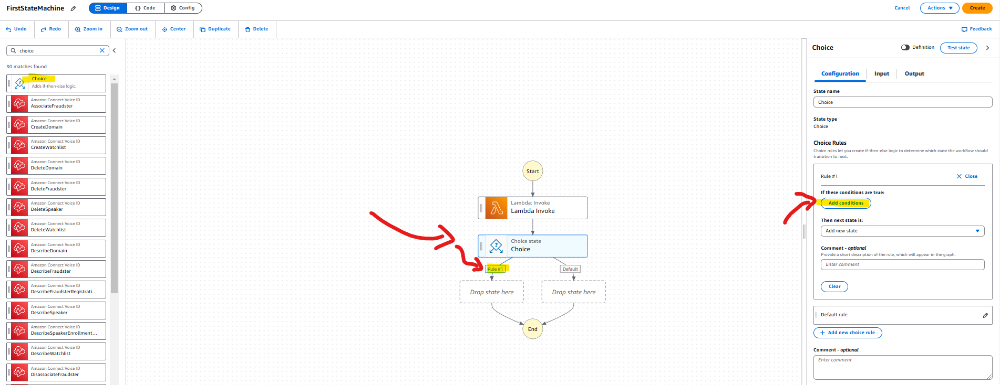 FirstStateMachine
Design
{} Code
Config
Cancel
Actions
Create
Undo
Redo
Zoom in
Zoom out
Center
Duplicate
Delete
Feedback
choice
30 matches found
Choice
Adds if-then-else logic.
Amazon Connect Voice ID
AssociateFraudster
Amazon Connect Voice ID
CreateDomain
Amazon Connect Voice ID
CreateWatchlist
Amazon Connect Voice ID
DeleteDomain
Amazon Connect Voice ID
DeleteFraudster
Amazon Connect Voice ID
DeleteSpeaker
Amazon Connect Voice ID
DeleteWatchlist
Amazon Connect Voice ID
DescribeDomain
Amazon Connect Voice ID
DescribeFraudster
Amazon Connect Voice ID
DescribeFraudsterRegistrati...
Amazon Connect Voice ID
DescribeSpeaker
Amazon Connect Voice ID
DescribeSpeakerEnrollment...
Amazon Connect Voice ID
DescribeWatchlist
Amazon Connect Voice ID
DisassociateFraudster
Start
Lambda: Invoke
Lambda Invoke
Choice state
Choice
Rule #1
Default
Drop state here
Drop state here
End
Choice
Definition
Test state
Configuration
Input
Output
State name
Choice
State type
Choice
Choice Rules
Choice rules let you create if-then-else logic to determine which state the workflow should
transition to next.
Rule #1
Close
If these conditions are true:
Add conditions
Then next state is:
Add new state
Comment - optional
Provide a short description of the rule, which will appear in the graph.
Enter comment
Clear
Default rule
+ Add new choice rule
Comment - optional
Enter comment